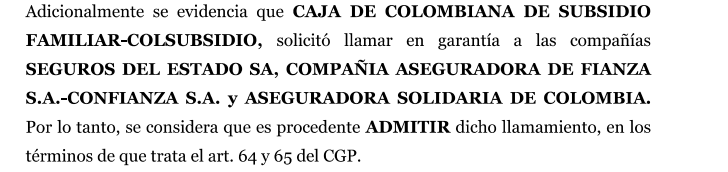 Adicionalmente se evidencia que CAJA DE COLOMBIANA DE SUBSIDIO
FAMILIAR-COLSUBSIDIO, solicitó llamar en garantía a las compañías
SEGUROS DEL ESTADO SA, COMPAÑIA ASEGURADORA DE FIANZA
S.A.-CONFIANZA S.A. y ASEGURADORA SOLIDARIA DE COLOMBIA.
Por lo tanto, se considera que es procedente ADMITIR dicho llamamiento, en los
términos de que trata el art. 64 y 65 del CGP.